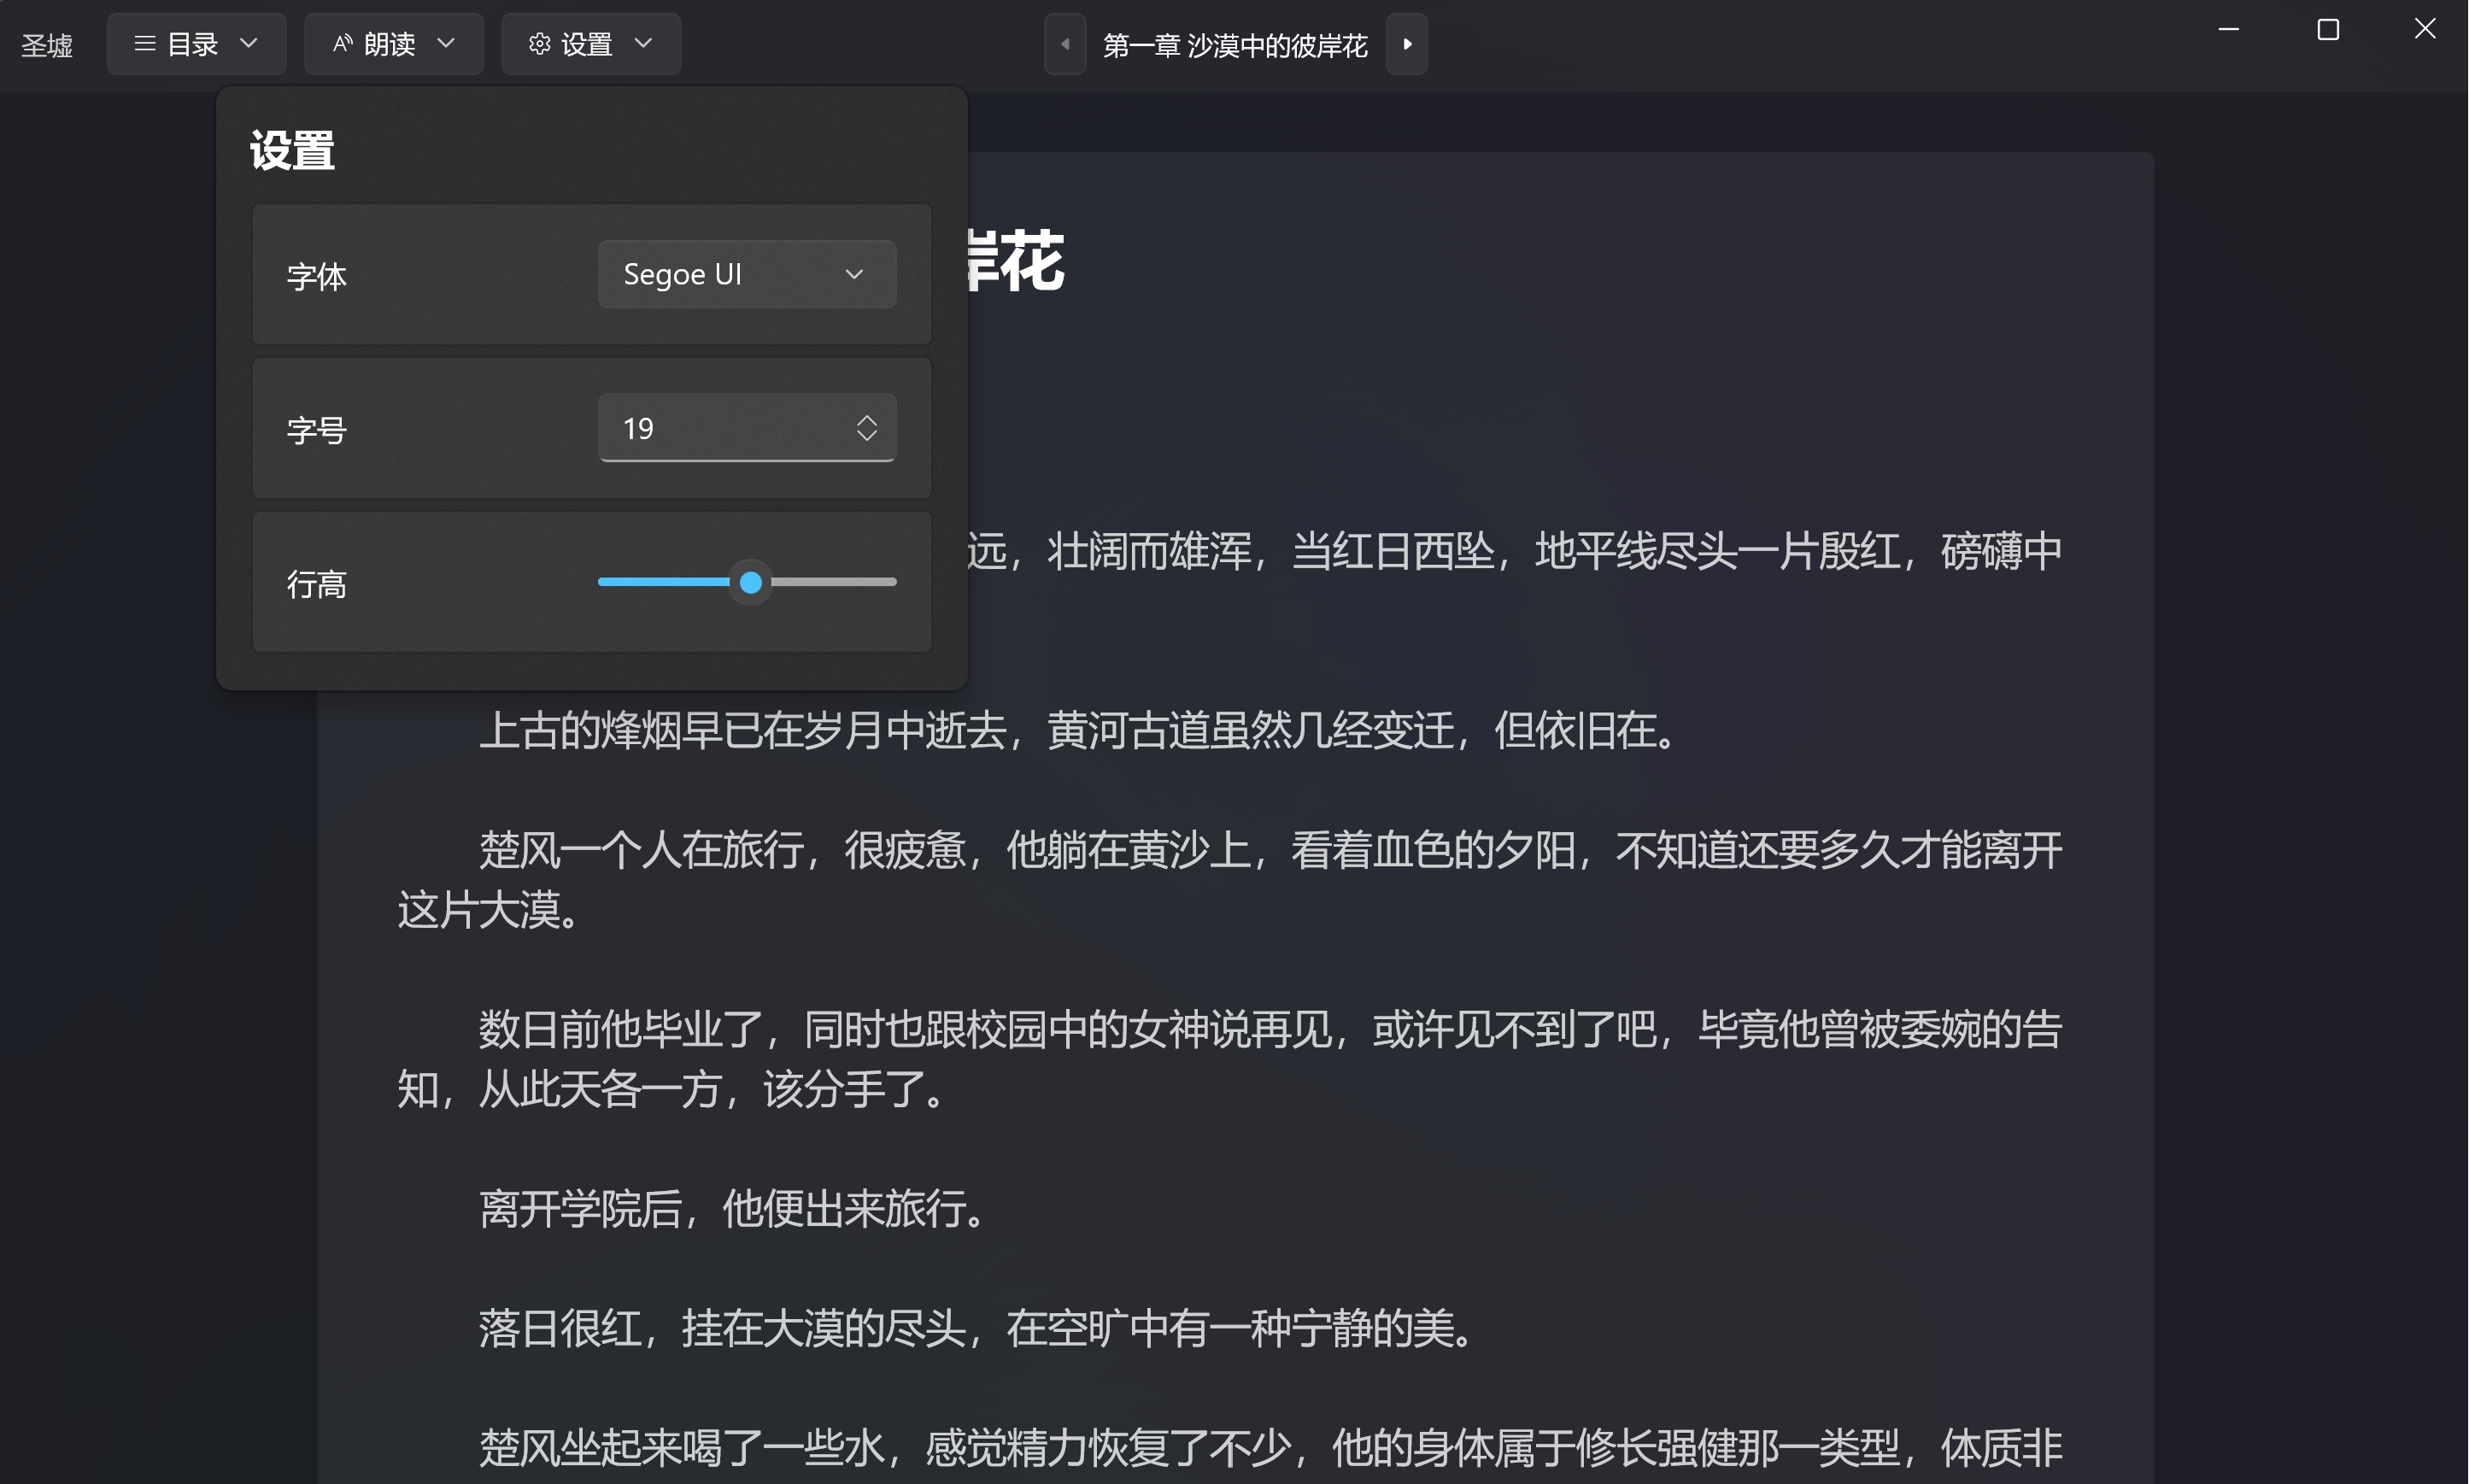 圣墟
目录
朗读
设置
第一章 沙漠中的彼岸花
设置
字体
Segoe UI
字号
19
行高
岸花
远，壮阔而雄浑，当红日西坠，地平线尽头一片殷红，磅礴中
上古的烽烟早已在岁月中逝去，黄河古道虽然几经变迁，但依旧在。
楚风一个人在旅行，很疲惫，他躺在黄沙上，看着血色的夕阳，不知道还要多久才能离开
这片大漠。
数日前他毕业了，同时也跟校园中的女神说再见，或许见不到了吧，毕竟他曾被委婉的告
知，从此天各一方，该分手了。
离开学院后，他便出来旅行。
落日很红，挂在大漠的尽头，在空旷中有一种宁静的美。
楚风坐起来喝了一些水，感觉精力恢复了不少，他的身体属于修长强健那一类型，体质非